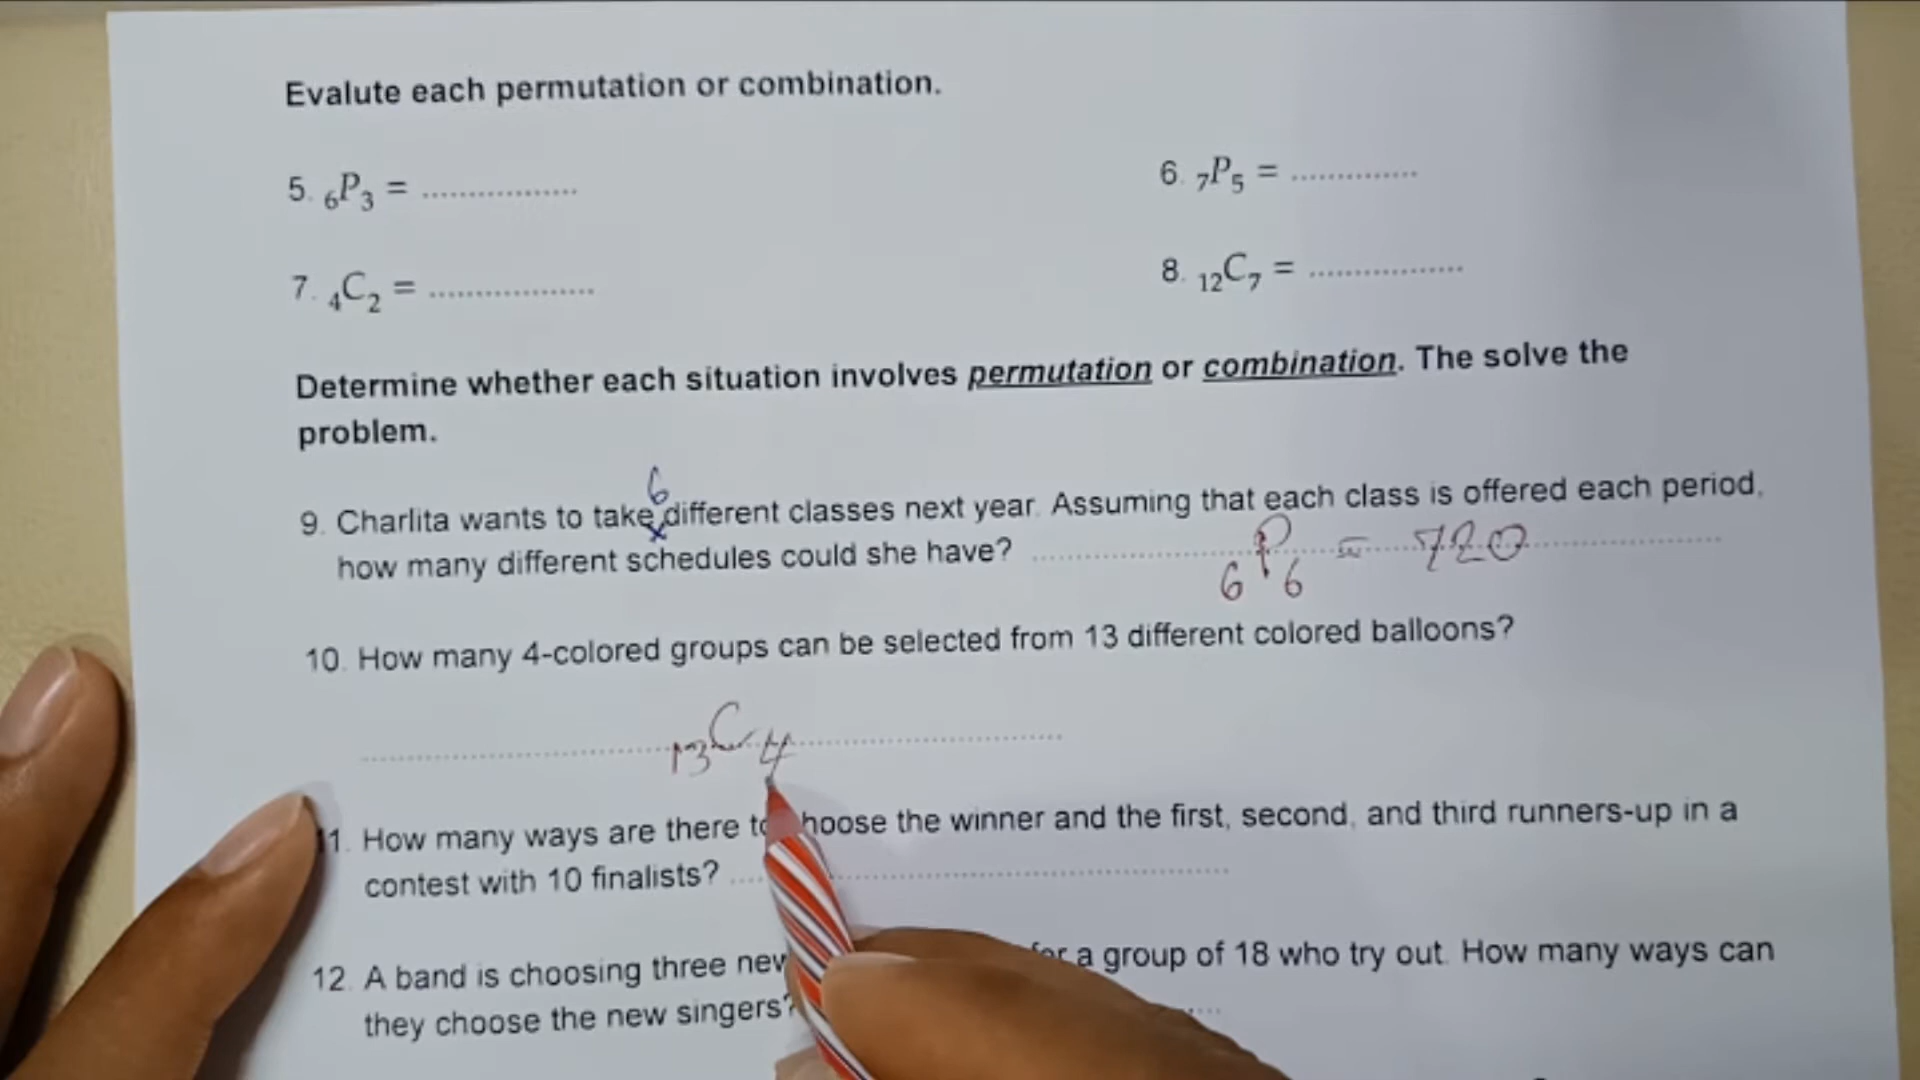 Evalute each permutation or combination.
5. ₆P₃ = ................
6. ₇P₅ = .............
7. ₄C₂ = .................
8. ₁₂C₇ = ................
Determine whether each situation involves permutation or combination. The solve the
problem.
6
9. Charlita wants to take different classes next year. Assuming that each class is offered each period,
how many different schedules could she have? ₆P₆ = 720
10. How many 4-colored groups can be selected from 13 different colored balloons?
₁₃C₄
11. How many ways are there to choose the winner and the first, second, and third runners-up in a
contest with 10 finalists?
12. A band is choosing three new for a group of 18 who try out. How many ways can
they choose the new singers?